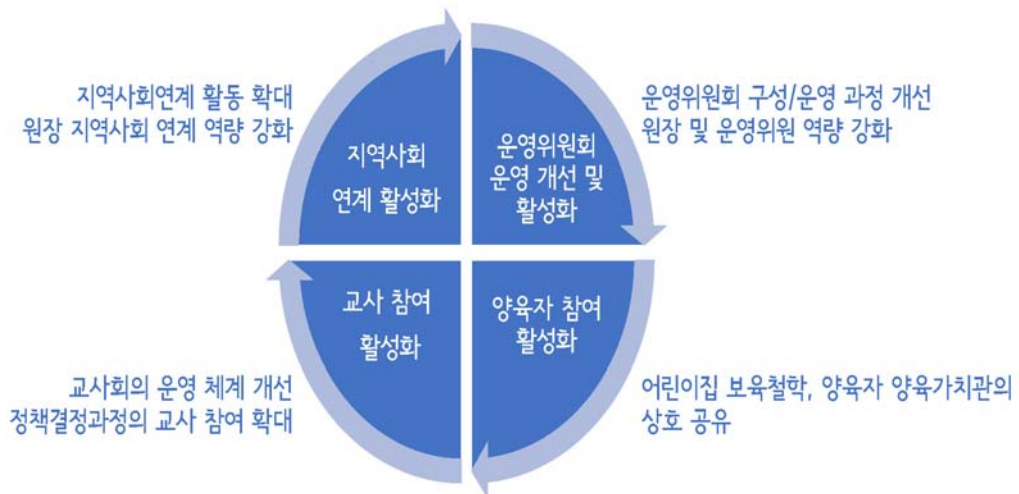 지역사회연계 활동 확대
원장 지역사회 연계 역량 강화
지역사회
연계 활성화
운영위원회
운영 개선 및
활성화
운영위원회 구성/운영 과정 개선
원장 및 운영위원 역량 강화
교사 참여
활성화
양육자 참여
활성화
교사회의 운영 체계 개선
정책결정과정의 교사 참여 확대
어린이집 보육철학, 양육자 양육가치관의
상호 공유